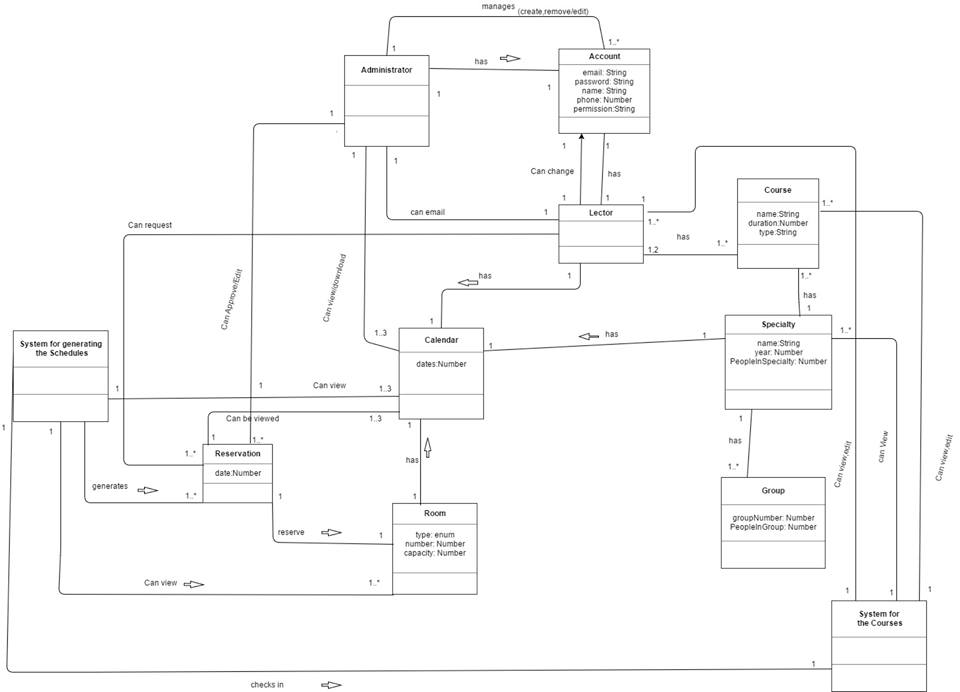 manages
(create,remove/edit)
1
1..*
Administrator
has
1
1
Account
email: String
password: String
name: String
phone: Number
permission:String
1
1
1
1
1
1
Can change
has
can email
1
1
1
1
Lector
1..*
1.2
has
1..*
Course
name:String
duration:Number
type:String
1..*
1..*
has
1
Can request
Can Approve/Edit
Can view/download
has
1
1
1..3
Calendar
dates:Number
1
has
1
Specialty
name:String
year: Number
PeopleInSpecialty: Number
1..*
System for generating
the Schedules
1
Can view
1
1..3
Can be viewed
1..3
1
1
1
1
1..*
1..*
Reservation
date:Number
generates
1..*
1
has
1
1
has
1..*
Group
groupNumber: Number
PeopleInGroup: Number
Can view,edit
can View
Can view,edit
Room
type: enum
number: Number
capacity: Number
reserve
1
Can view
1..*
1
1
1
System for
the Courses
1
checks in